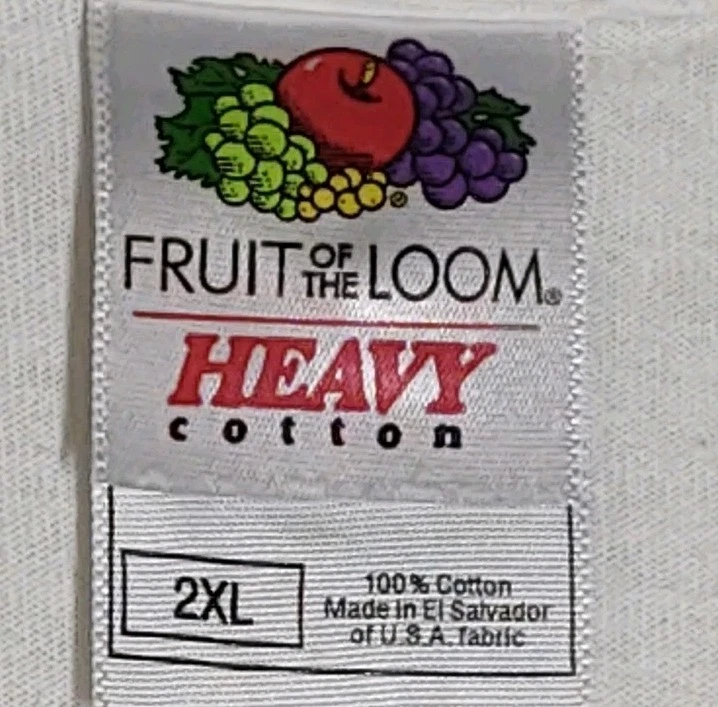 FRUIT OF THE LOOM®
HEAVY
cotton
2XL
100% Cotton
Made in El Salvador
of U.S.A. fabric